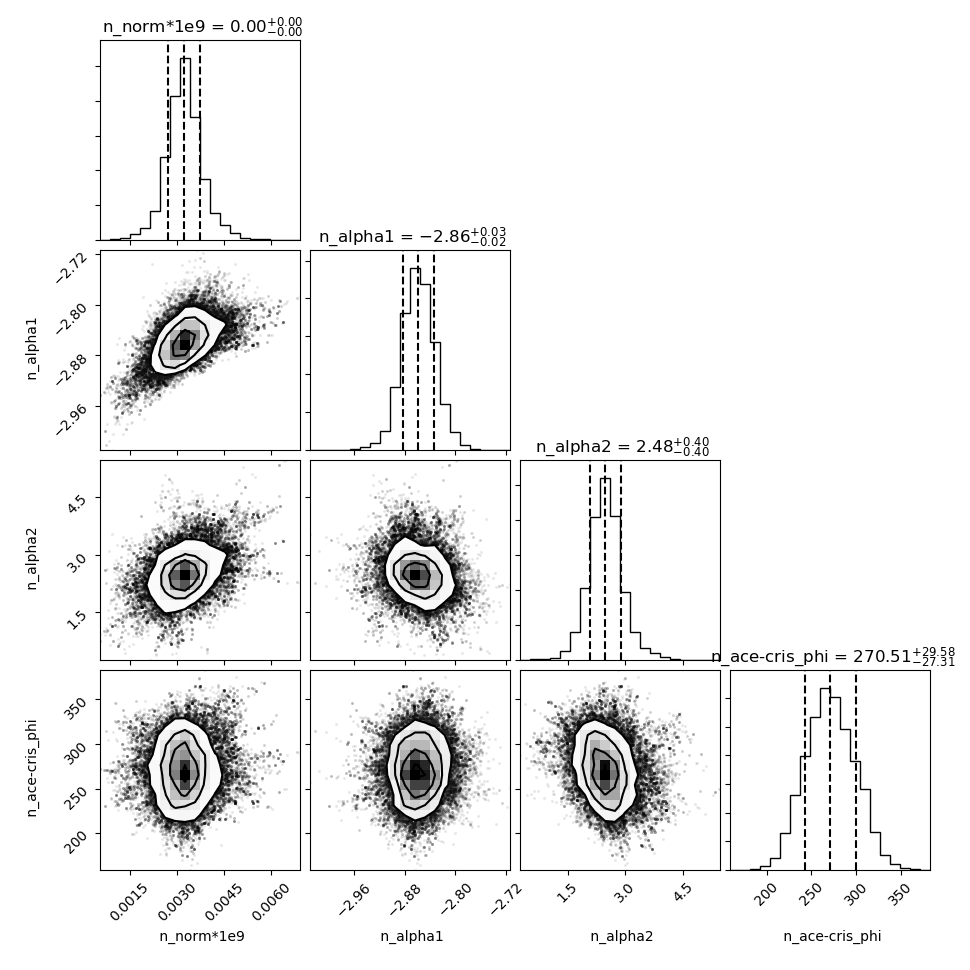 n_norm*1e9 = 0.00+0.00−0.00
n_alpha1 = −2.86+0.03−0.02
−2.72
−2.80
−2.88
−2.96
n_alpha1
n_alpha2 = 2.48+0.40−0.40
4.5
3.0
1.5
n_alpha2
n_ace-cris_phi = 270.51+29.58−27.31
350
300
250
200
n_ace-cris_phi
0.0015 0.0030 0.0045 0.0060
−2.96 −2.88 −2.80 −2.72
1.5 3.0 4.5
200 250 300 350
n_norm*1e9 n_alpha1 n_alpha2 n_ace-cris_phi